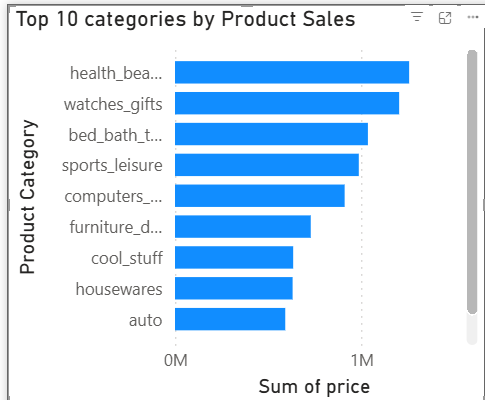 Top 10 categories by Product Sales
Product Category
health_bea...
watches_gifts
bed_bath_t...
sports_leisure
computers_...
furniture_d...
cool_stuff
housewares
auto
0M 1M
Sum of price